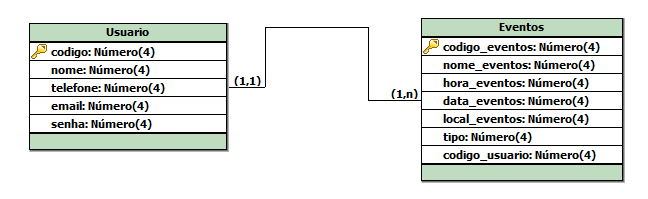 Usuario
codigo: Número(4)
nome: Número(4)
telefone: Número(4)
email: Número(4)
senha: Número(4)
(1,1)
(1,n)
Eventos
codigo_eventos: Número(4)
nome_eventos: Número(4)
hora_eventos: Número(4)
data_eventos: Número(4)
local_eventos: Número(4)
tipo: Número(4)
codigo_usuario: Número(4)